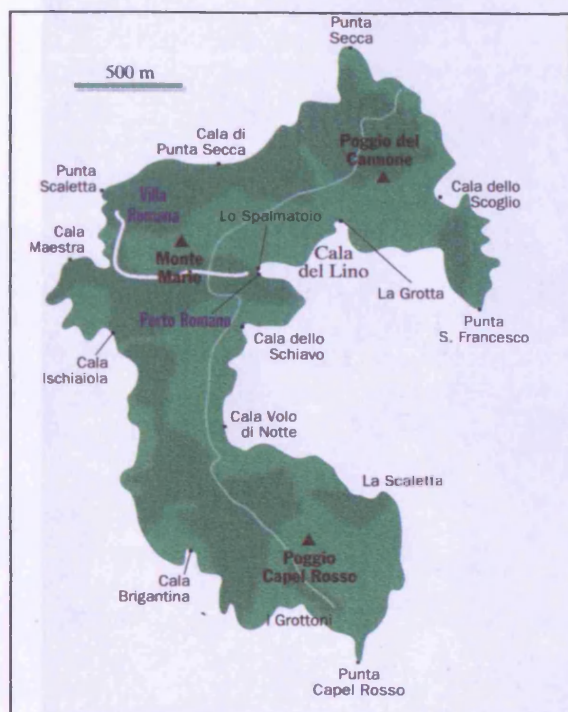 Punta
Secca
500 m
Cala di
Punta Secca
Poggio del
Cannone
Punta
Scaletta
Villa
Romana
Cala dello
Scoglio
Lo Spalmatoio
Cala
Maestra
Monte
Mario
Cala
del Lino
La Grotta
Porto Romano
Punta
S. Francesco
Cala dello
Schiavo
Cala
Ischiaiola
Cala Volo
di Notte
La Scaletta
Poggio
Capel Rosso
Cala
Brigantina
I Grottoni
Punta
Capel Rosso